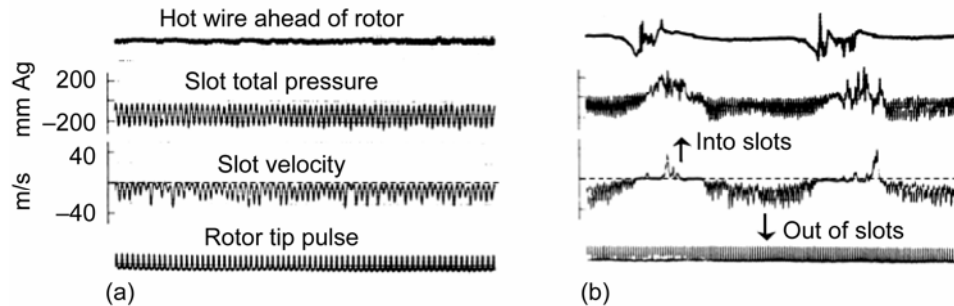 Hot wire ahead of rotor
200
Slot total pressure
mm Ag
–200
40
Slot velocity
m/s
–40
Rotor tip pulse
(a)
Into slots
Out of slots
(b)